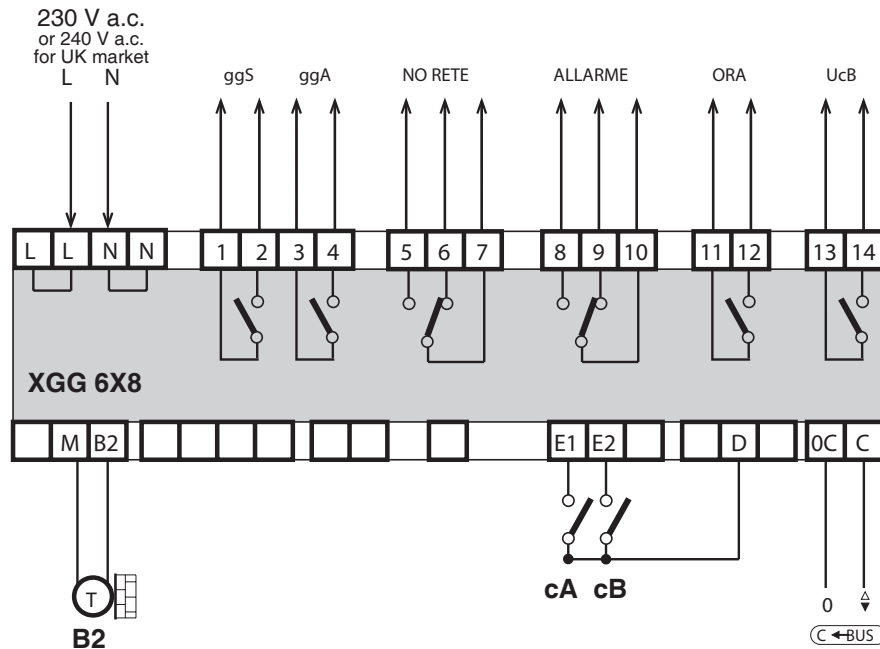 230 V a.c.
or 240 V a.c.
for UK market
L N
ggS ggA NO RETE ALLARME ORA UcB
L L N N 1 2 3 4 5 6 7 8 9 10 11 12 13 14
XGG 6X8
M B2 E1 E2 D 0C C
cA cB
T
0
B2
C BUS